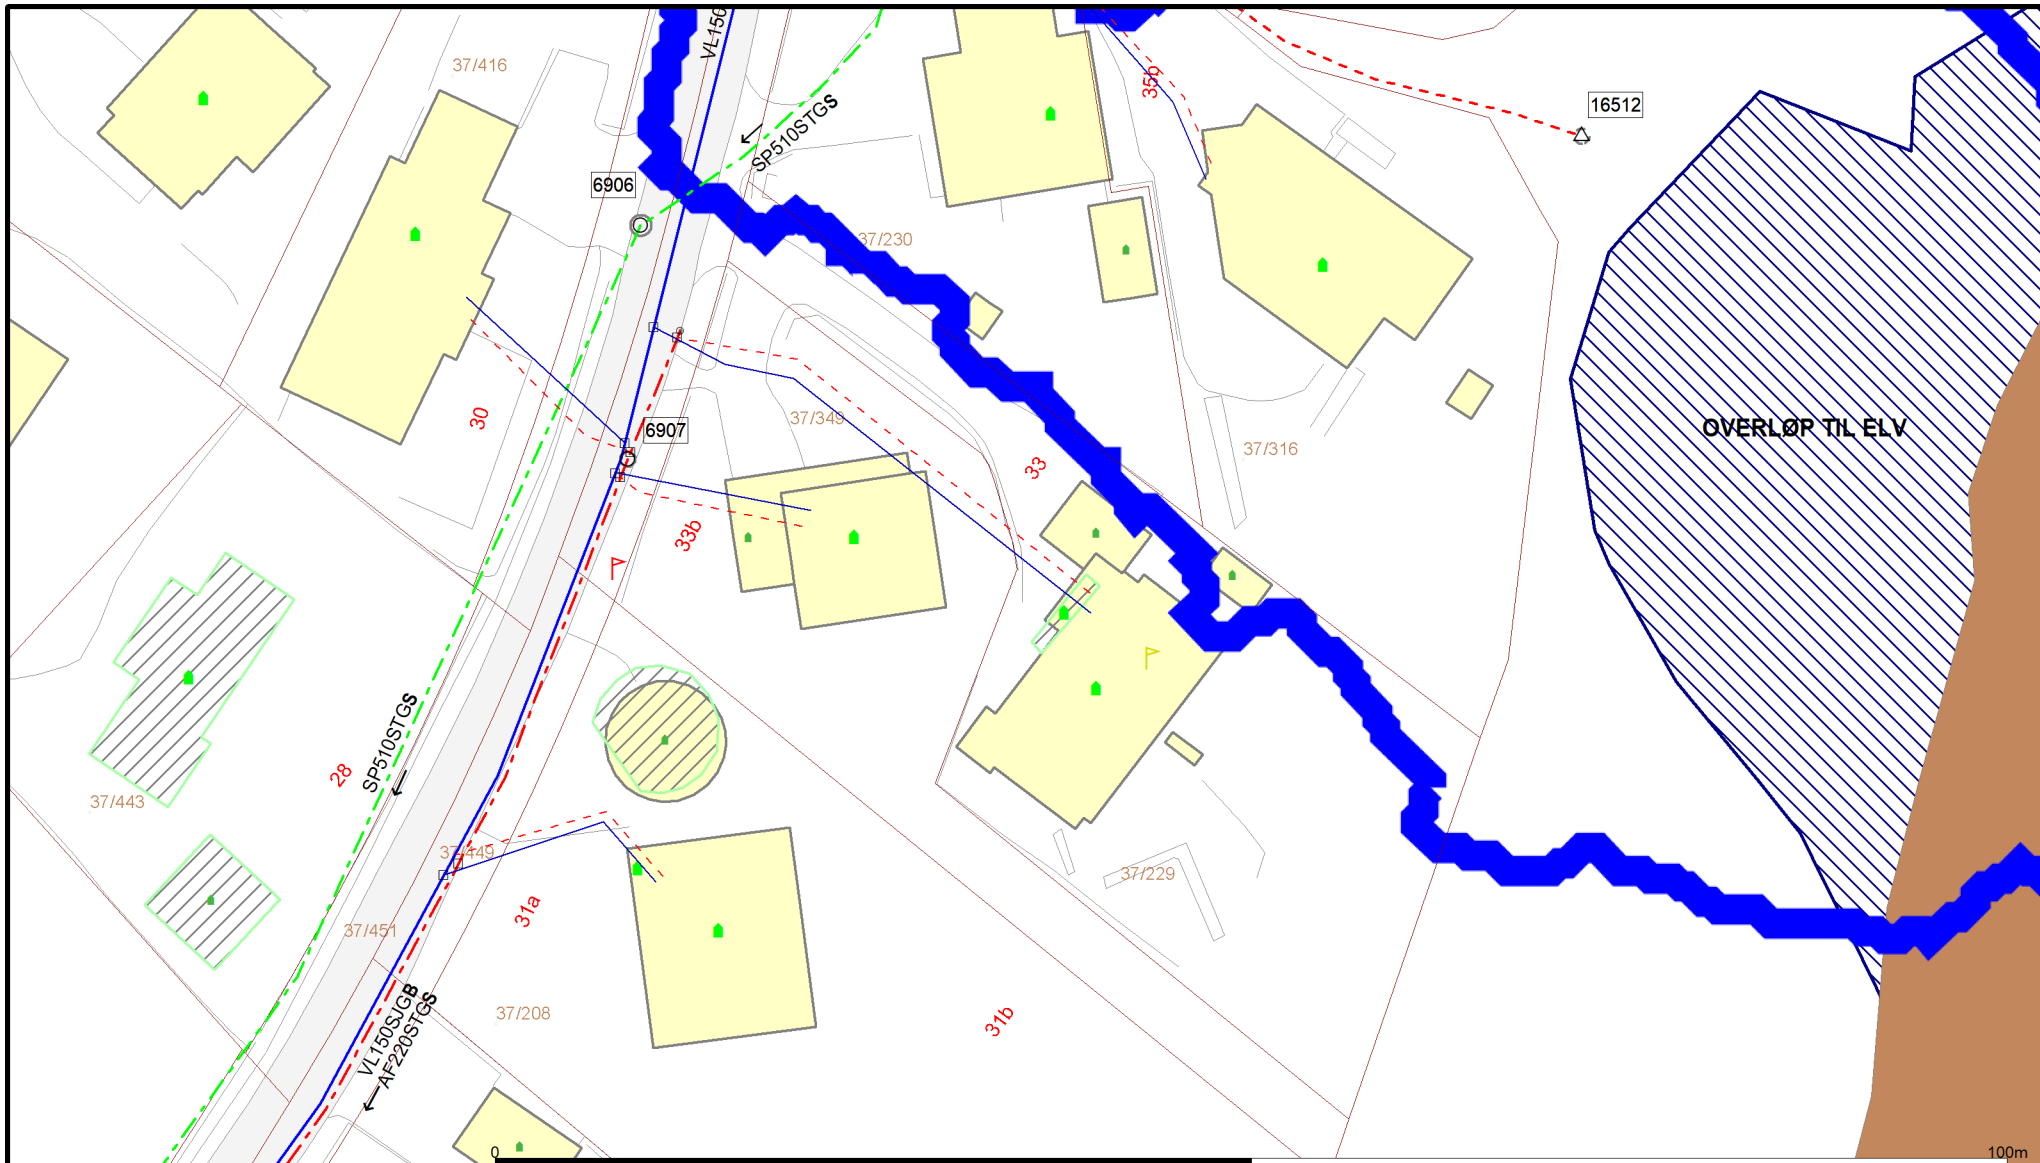 VL150
37/416
35b
16512
SP510STGS
6906
37/230
30
37/349
6907
33
OVERLØP TIL ELV
37/316
33b
SP510STGS
28
37/443
37/449
37/229
31a
37/451
VL150SJGB
AF220STGS
37/208
31b
0
100m